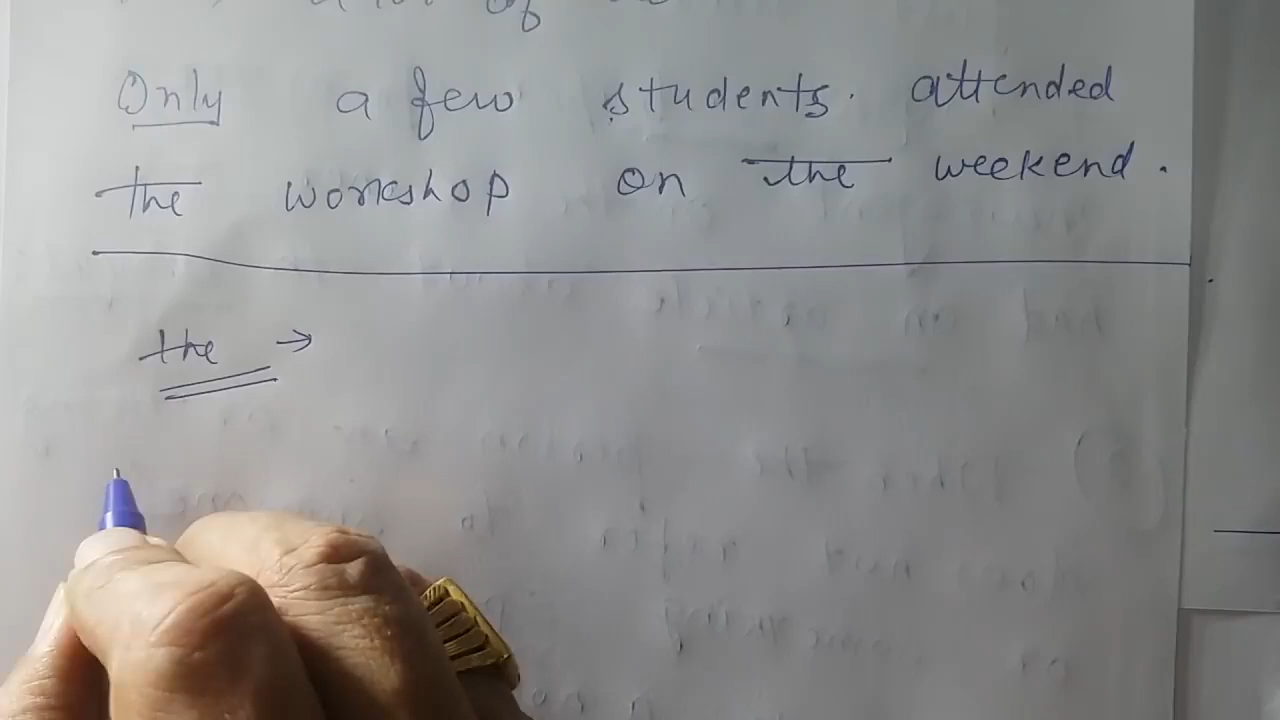 Only a few students attended
the workshop on the weekend.
the →